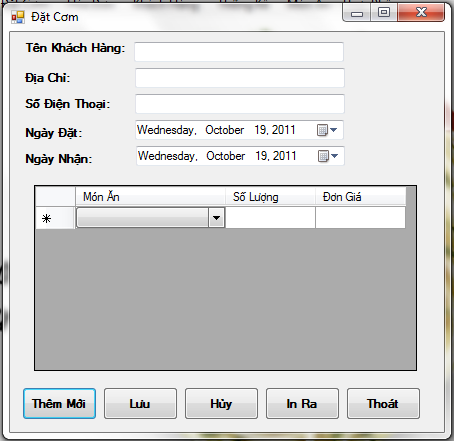 Đặt Cơm
Tên Khách Hàng:
Địa Chỉ:
Số Điện Thoại:
Ngày Đặt: Wednesday, October 19, 2011
Ngày Nhận: Wednesday, October 19, 2011
Món Ăn Số Lượng Đơn Giá
Thêm Mới Lưu Hủy In Ra Thoát